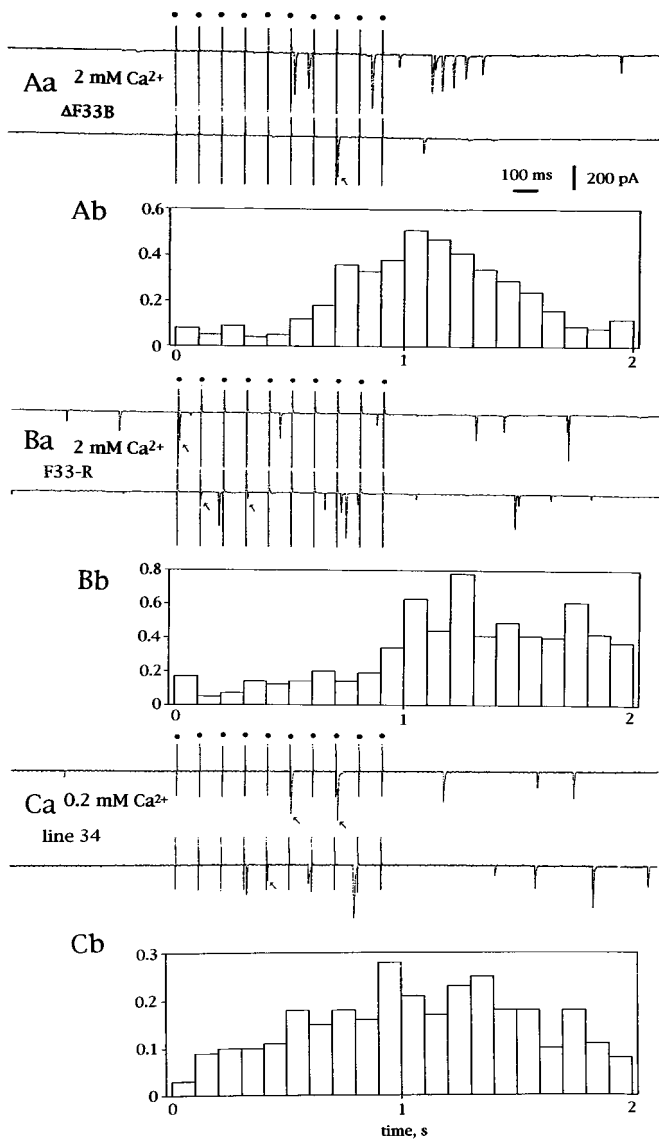 Aa 2 mM Ca²⁺
ΔF33B
100 ms 200 pA
Ab
0.6
0.4
0.2
0
0 1 2
Ba 2 mM Ca²⁺
F33-R
Bb
0.8
0.6
0.4
0.2
0
0 1 2
Ca 0.2 mM Ca²⁺
line 34
Cb
0.3
0.2
0.1
0
0 1 2
time, s